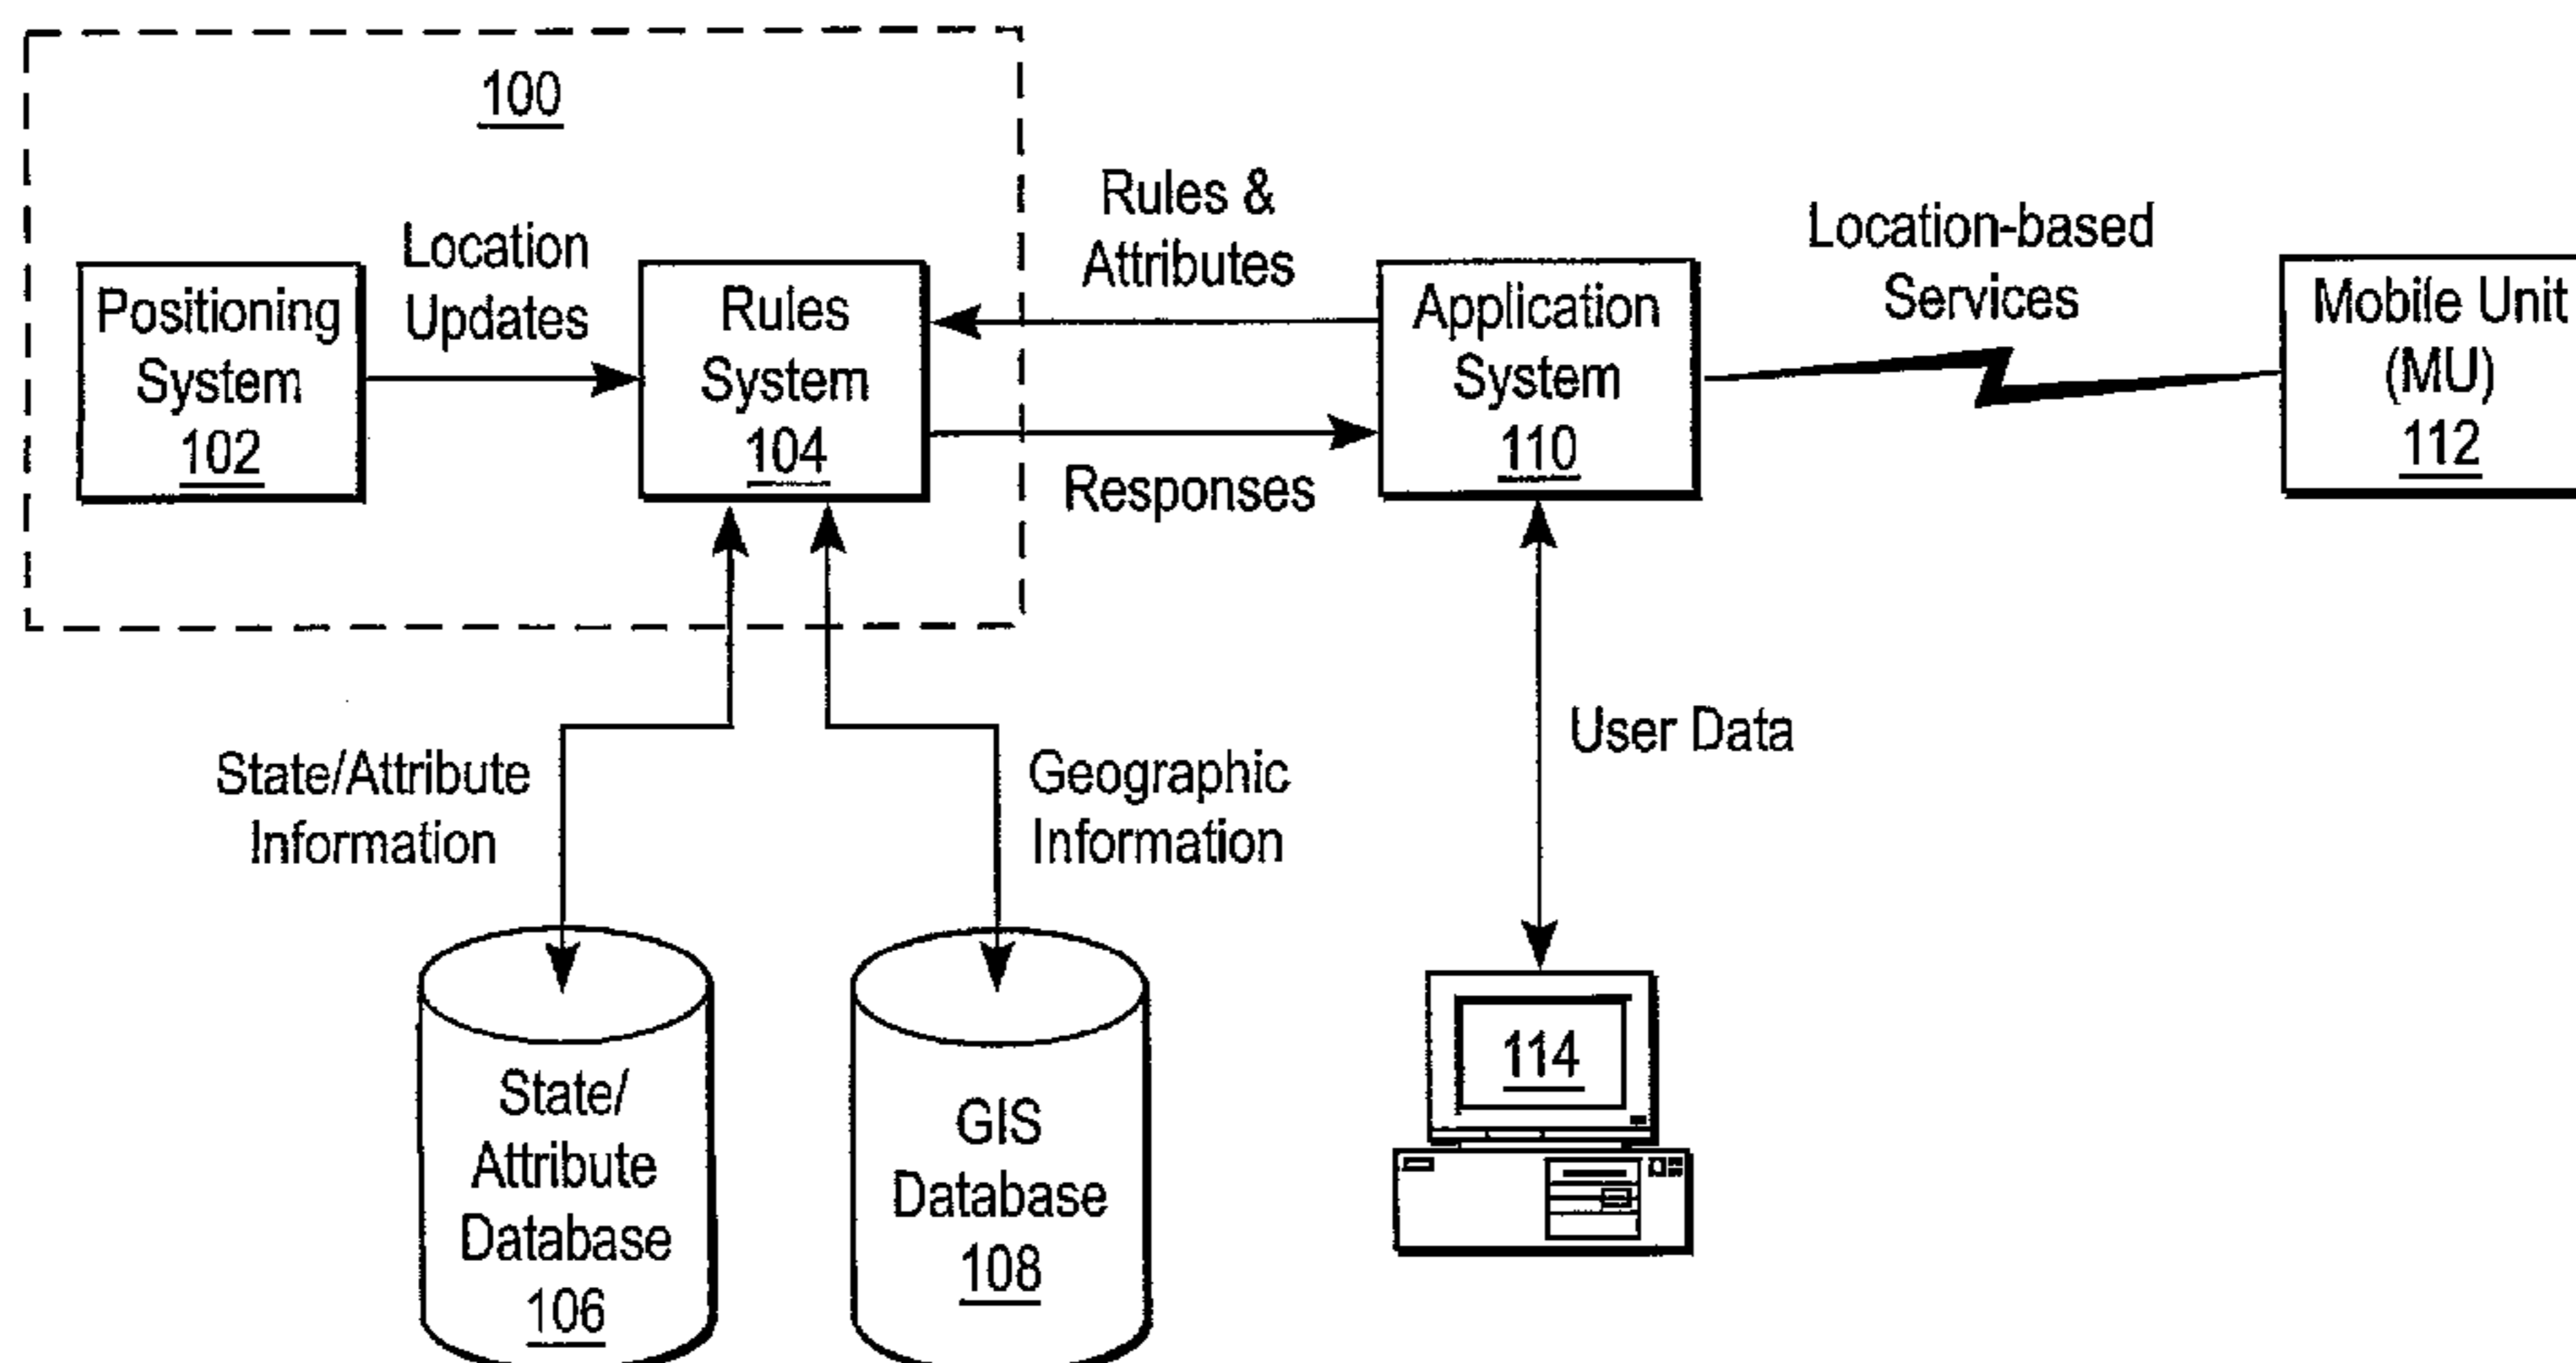 100
Location
Updates
Positioning
System
102
Rules
System
104
Rules &
Attributes
Responses
Application
System
110
Location-based
Services
Mobile Unit
(MU)
112
State/Attribute
Information
Geographic
Information
User Data
State/
Attribute
Database
106
GIS
Database
108
114